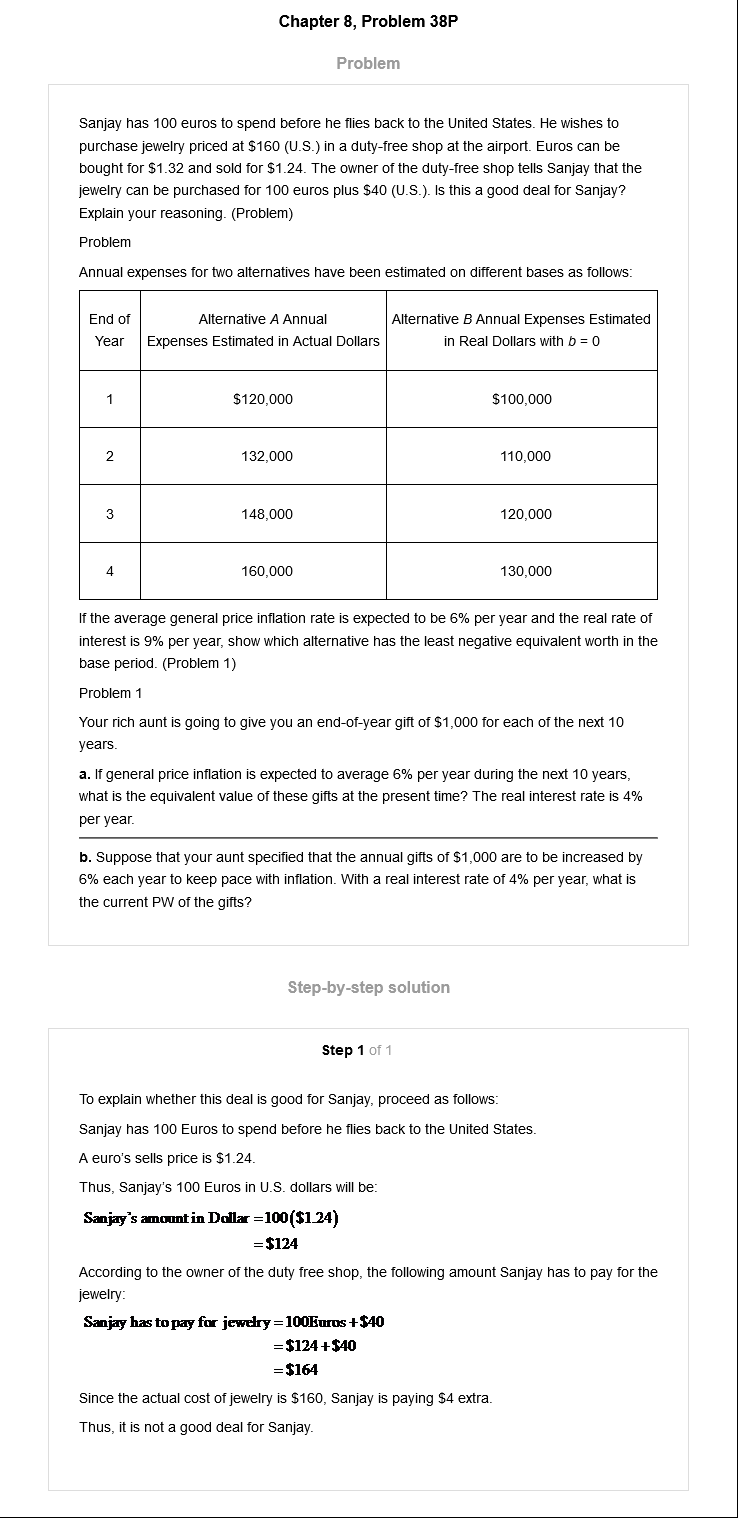 Chapter 8, Problem 38P
Problem
Sanjay has 100 euros to spend before he flies back to the United States. He wishes to
purchase jewelry priced at $160 (U.S.) in a duty-free shop at the airport. Euros can be
bought for $1.32 and sold for $1.24. The owner of the duty-free shop tells Sanjay that the
jewelry can be purchased for 100 euros plus $40 (U.S.). Is this a good deal for Sanjay?
Explain your reasoning. (Problem)
Problem
Annual expenses for two alternatives have been estimated on different bases as follows:
End of Year Alternative A Annual Expenses Estimated in Actual Dollars Alternative B Annual Expenses Estimated in Real Dollars with b = 0
1 $120,000 $100,000
2 132,000 110,000
3 148,000 120,000
4 160,000 130,000
If the average general price inflation rate is expected to be 6% per year and the real rate of
interest is 9% per year, show which alternative has the least negative equivalent worth in the
base period. (Problem 1)
Problem 1
Your rich aunt is going to give you an end-of-year gift of $1,000 for each of the next 10
years.
a. If general price inflation is expected to average 6% per year during the next 10 years,
what is the equivalent value of these gifts at the present time? The real interest rate is 4%
per year.
b. Suppose that your aunt specified that the annual gifts of $1,000 are to be increased by
6% each year to keep pace with inflation. With a real interest rate of 4% per year, what is
the current PW of the gifts?
Step-by-step solution
Step 1 of 1
To explain whether this deal is good for Sanjay, proceed as follows:
Sanjay has 100 Euros to spend before he flies back to the United States.
A euro's sells price is $1.24.
Thus, Sanjay's 100 Euros in U.S. dollars will be:
Sanjay's amount in Dollar =100($1.24)
=$124
According to the owner of the duty free shop, the following amount Sanjay has to pay for the
jewelry:
Sanjay has to pay for jewelry =100Euros+$40
=$124+$40
=$164
Since the actual cost of jewelry is $160, Sanjay is paying $4 extra.
Thus, it is not a good deal for Sanjay.